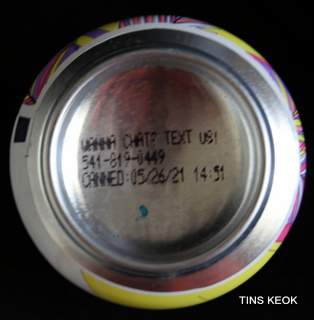 WANNA CHAT? TEXT US!
541-819-0449
CANNED:05/26/21 14:51
TINS KEOK